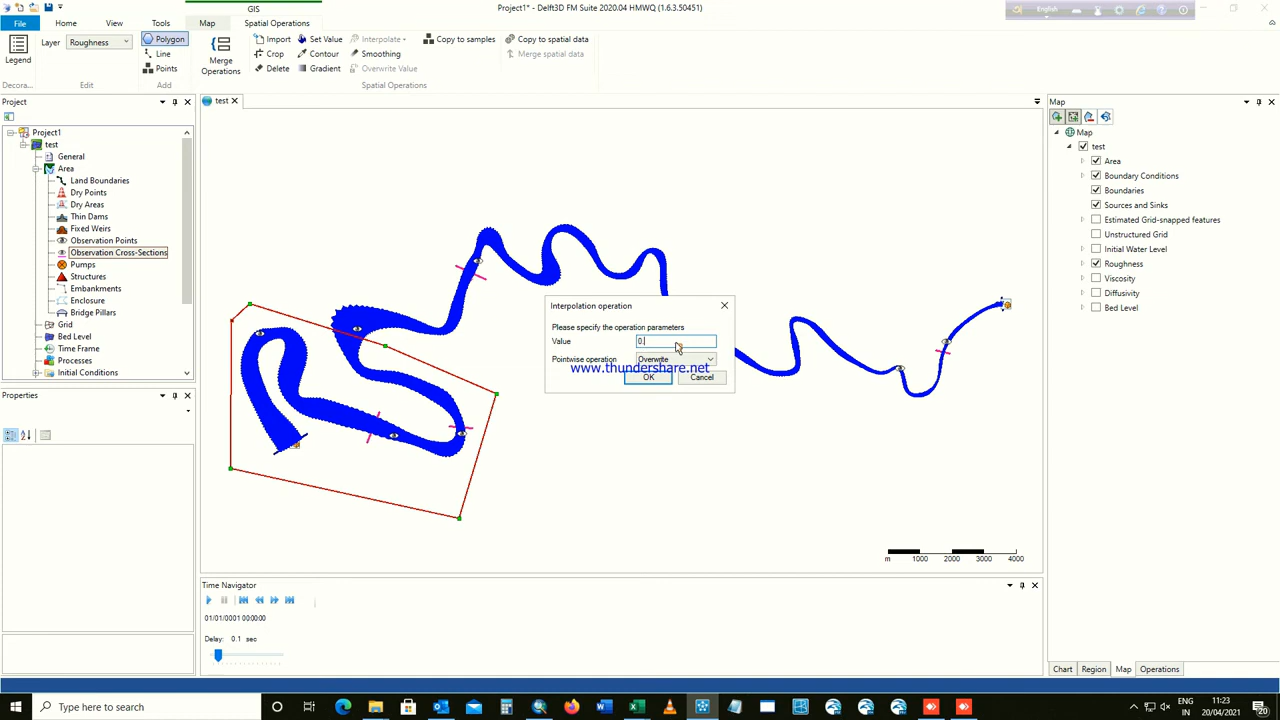 GIS
Project1* - Delft3D FM Suite 2020.04 HMWQ (1.6.3.50451)
English
File
Home
View
Tools
Map
Spatial Operations
Legend
Layer Roughness
Polygon
Line
Points
Merge Operations
Import
Set Value
Interpolate
Copy to samples
Copy to spatial data
Crop
Contour
Smoothing
Merge spatial data
Delete
Gradient
Overwrite Value
Decora...
Edit
Add
Spatial Operations
Project
test
Map
Project1
test
General
Area
Land Boundaries
Dry Points
Dry Areas
Thin Dams
Fixed Weirs
Observation Points
Observation Cross-Sections
Pumps
Structures
Embankments
Enclosure
Bridge Pillars
Grid
Bed Level
Time Frame
Processes
Initial Conditions
Properties
Interpolation operation
Please specify the operation parameters
Value 0.
Pointwise operation Overwrite
www.thundershare.net
OK
Cancel
m 1000 2000 3000 4000
Time Navigator
01/01/0001 00:00:00
Delay: 0.1 sec
Map
test
Area
Boundary Conditions
Boundaries
Sources and Sinks
Estimated Grid-snapped features
Unstructured Grid
Initial Water Level
Roughness
Viscosity
Diffusivity
Bed Level
Chart
Region
Map
Operations
Type here to search
ENG
IN
11:23
20/04/2021
20